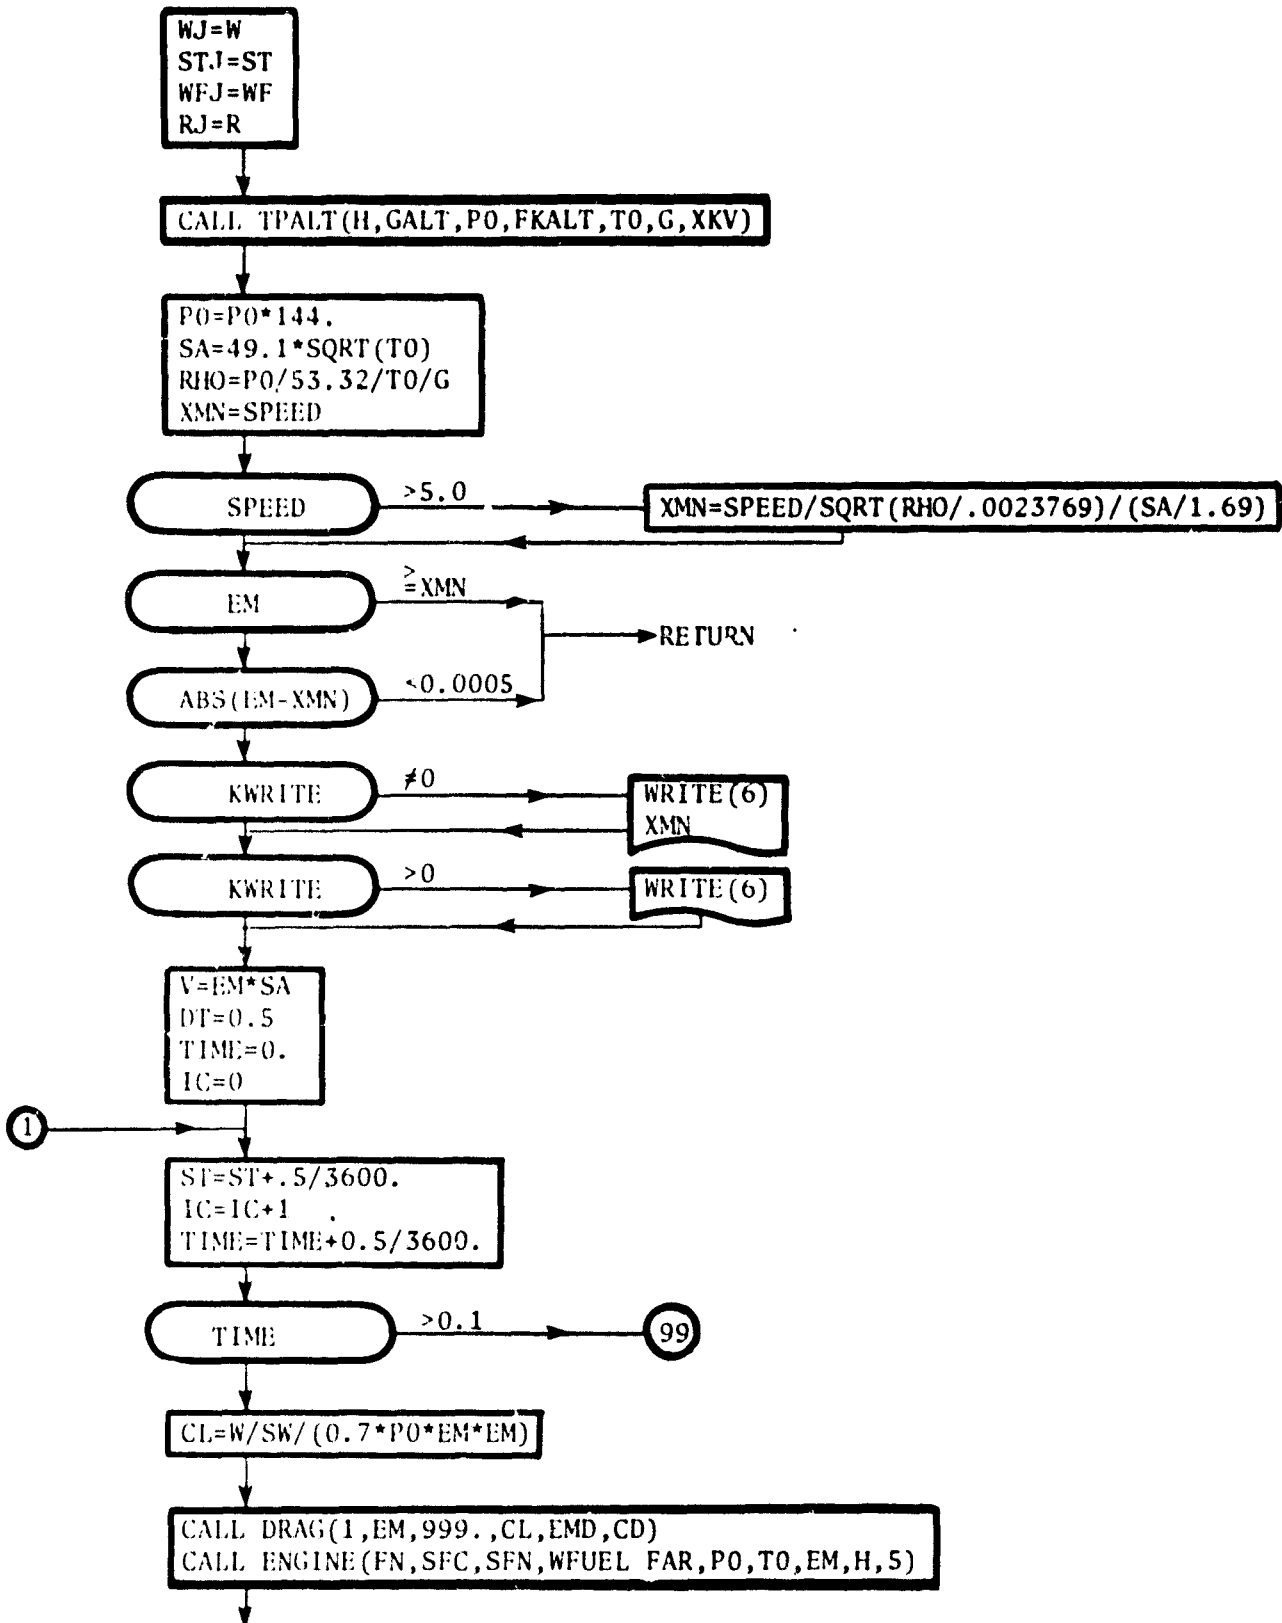 WJ=W
STJ=ST
WFJ=WF
RJ=R
CALL TPALT(H,GALT,P0,FKALT,T0,G,XKV)
P0=P0*144.
SA=49.1*SQRT(T0)
RHO=P0/53.32/T0/G
XMN=SPEED
SPEED
>5.0
XMN=SPEED/SQRT(RHO/.0023769)/(SA/1.69)
EM
≥XMN
RETURN
ABS(EM-XMN)
<0.0005
KWRITE
≠0
WRITE(6)
XMN
KWRITE
>0
WRITE(6)
V=EM*SA
DT=0.5
TIME=0.
IC=0
1
ST=ST+.5/3600.
IC=IC+1
TIME=TIME+0.5/3600.
TIME
>0.1
99
CL=W/SW/(0.7*P0*EM*EM)
CALL DRAG(1,EM,999.,CL,EMD,CD)
CALL ENGINE(FN,SFC,SFN,WFUEL FAR,P0,T0,EM,H,5)